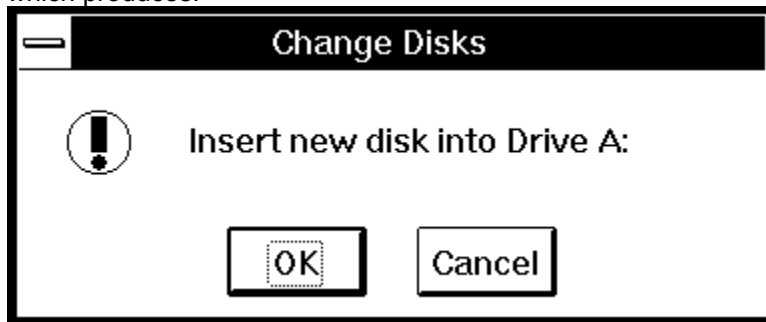 which produces:
Change Disks
Insert new disk into Drive A:
OK
Cancel